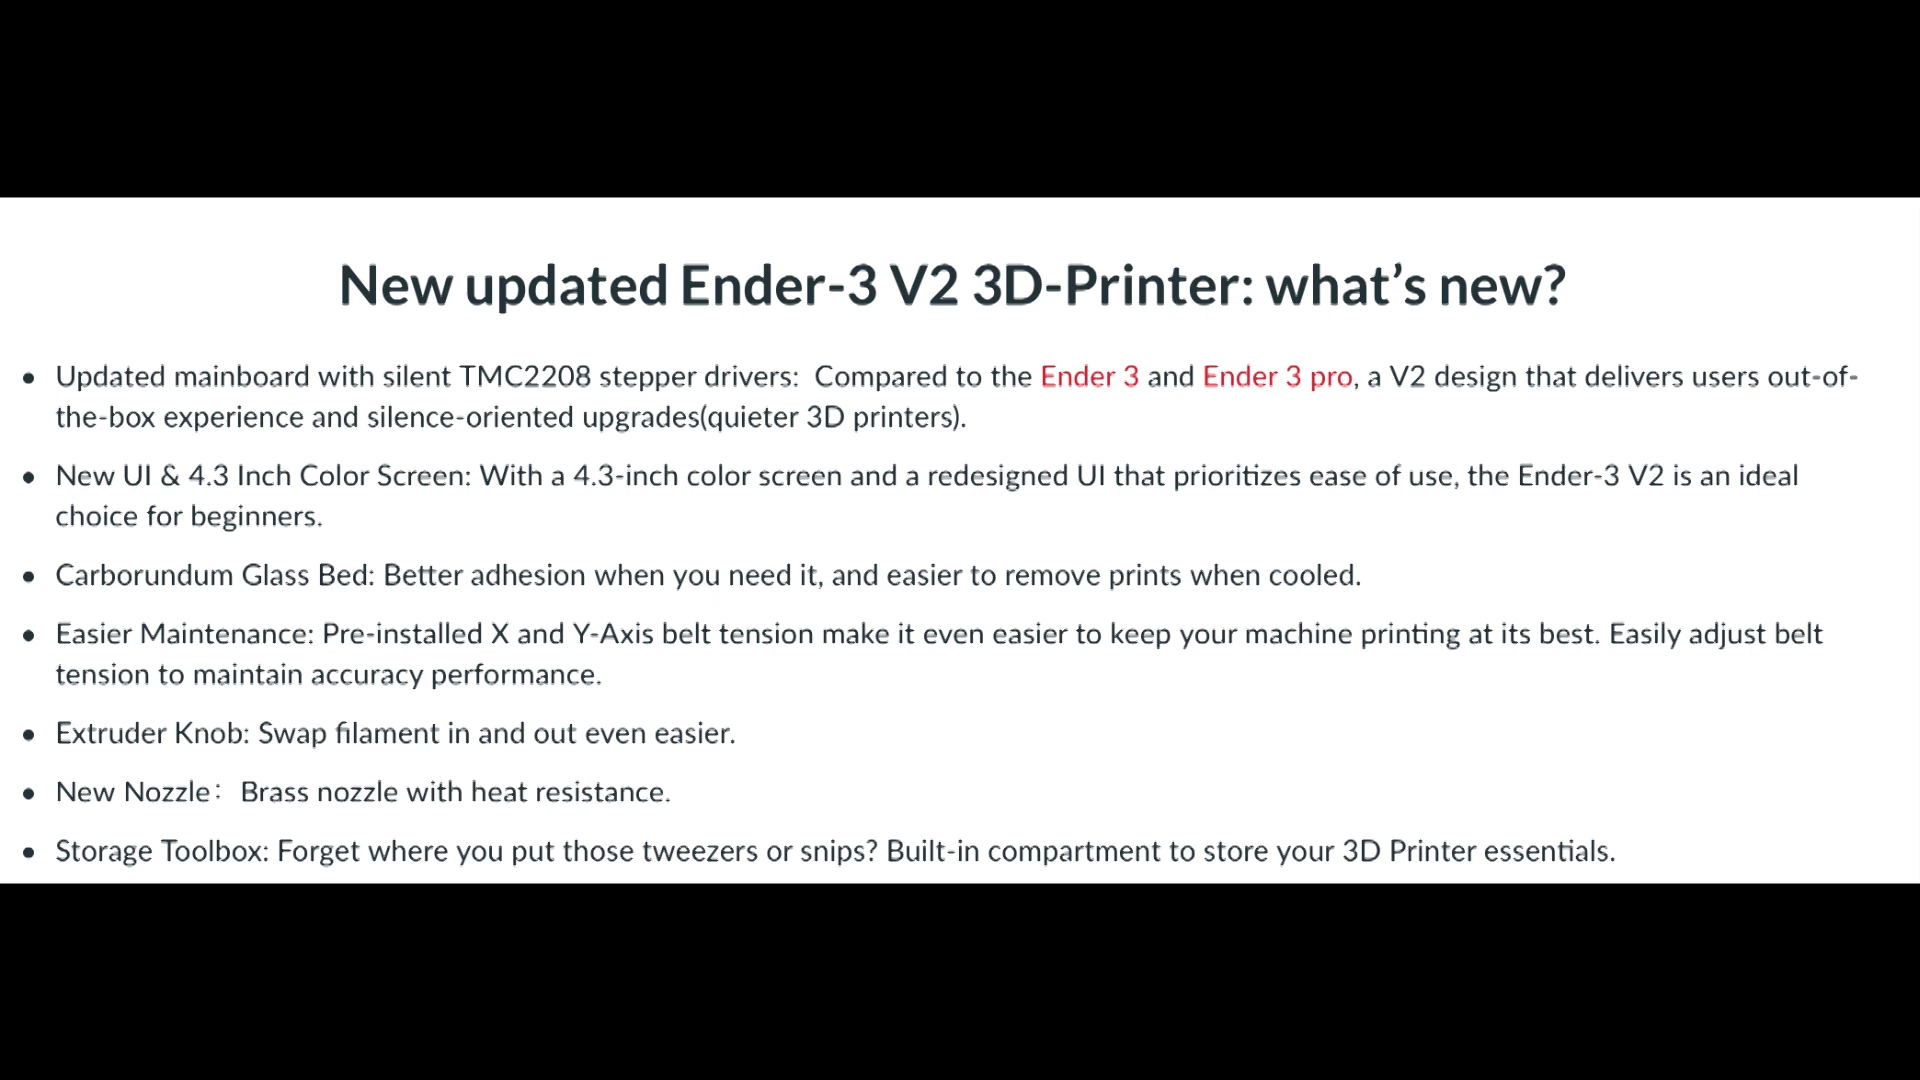 New updated Ender-3 V2 3D-Printer: what's new?
• Updated mainboard with silent TMC2208 stepper drivers:  Compared to the Ender 3 and Ender 3 pro, a V2 design that delivers users out-of-
the-box experience and silence-oriented upgrades(quieter 3D printers).
• New UI & 4.3 Inch Color Screen: With a 4.3-inch color screen and a redesigned UI that prioritizes ease of use, the Ender-3 V2 is an ideal
choice for beginners.
• Carborundum Glass Bed: Better adhesion when you need it, and easier to remove prints when cooled.
• Easier Maintenance: Pre-installed X and Y-Axis belt tension make it even easier to keep your machine printing at its best. Easily adjust belt
tension to maintain accuracy performance.
• Extruder Knob: Swap filament in and out even easier.
• New Nozzle： Brass nozzle with heat resistance.
• Storage Toolbox: Forget where you put those tweezers or snips? Built-in compartment to store your 3D Printer essentials.